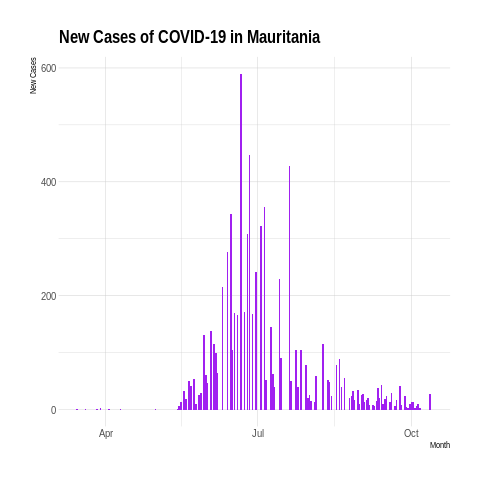 New Cases of COVID-19 in Mauritania
New Cases
600
400
200
0
Apr
Jul
Oct
Month